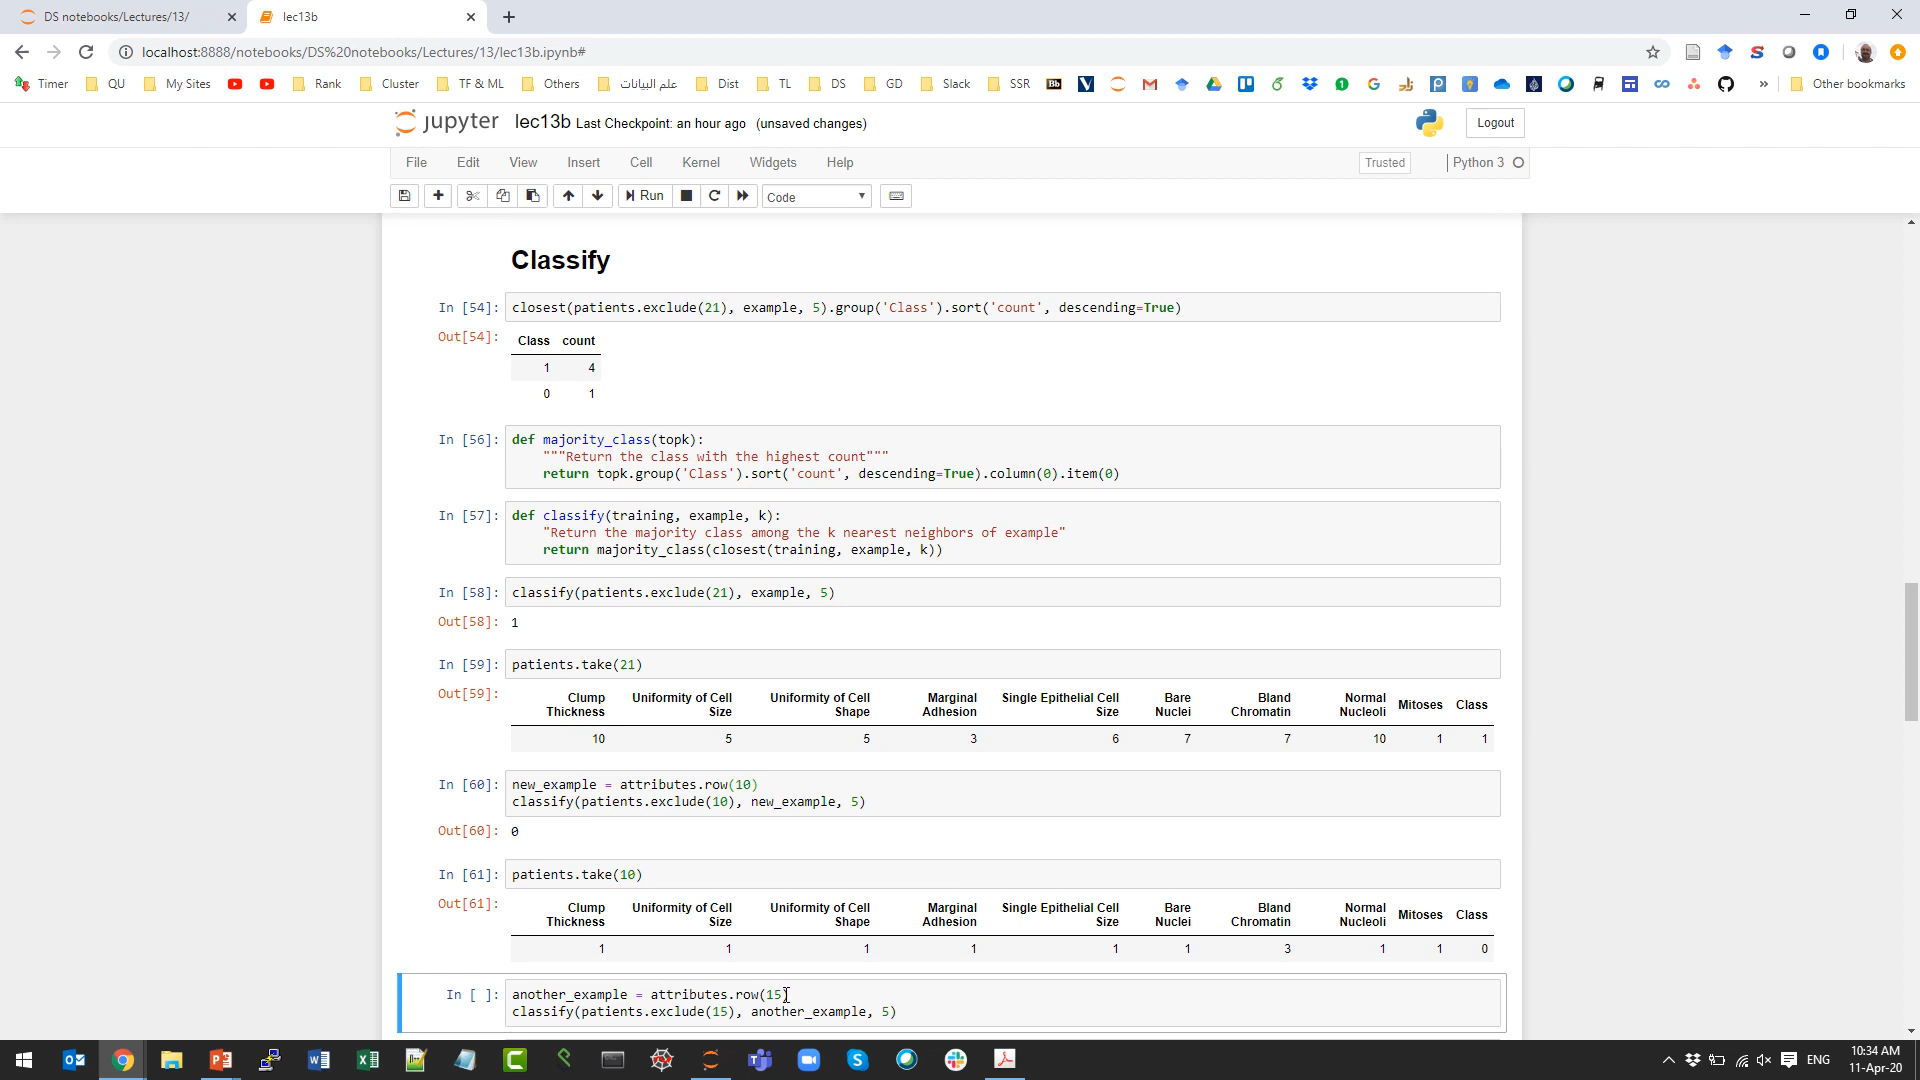 DS notebooks/Lectures/13/
lec13b
localhost:8888/notebooks/DS%20notebooks/Lectures/13/lec13b.ipynb#
Timer QU My Sites Rank Cluster TF & ML Others علم البيانات Dist TL DS GD Slack SSR Bb » Other bookmarks
jupyter lec13b Last Checkpoint: an hour ago (unsaved changes) Logout
File Edit View Insert Cell Kernel Widgets Help Trusted Python 3
Run Code
Classify
In [54]: closest(patients.exclude(21), example, 5).group('Class').sort('count', descending=True)
Out[54]: Class count
1 4
0 1
In [56]: def majority_class(topk):
"""Return the class with the highest count"""
return topk.group('Class').sort('count', descending=True).column(0).item(0)
In [57]: def classify(training, example, k):
"Return the majority class among the k nearest neighbors of example"
return majority_class(closest(training, example, k))
In [58]: classify(patients.exclude(21), example, 5)
Out[58]: 1
In [59]: patients.take(21)
Out[59]: Clump Thickness Uniformity of Cell Size Uniformity of Cell Shape Marginal Adhesion Single Epithelial Cell Size Bare Nuclei Bland Chromatin Normal Nucleoli Mitoses Class
10 5 5 3 6 7 7 10 1 1
In [60]: new_example = attributes.row(10)
classify(patients.exclude(10), new_example, 5)
Out[60]: 0
In [61]: patients.take(10)
Out[61]: Clump Thickness Uniformity of Cell Size Uniformity of Cell Shape Marginal Adhesion Single Epithelial Cell Size Bare Nuclei Bland Chromatin Normal Nucleoli Mitoses Class
1 1 1 1 1 1 3 1 1 0
In [ ]: another_example = attributes.row(15)
classify(patients.exclude(15), another_example, 5)
ENG 10:34 AM
11-Apr-20